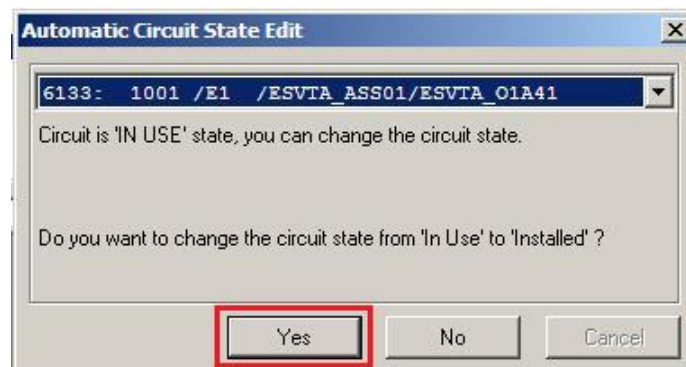 Automatic Circuit State Edit
6133: 1001 /E1 /ESVTA_ASS01/ESVTA_O1A41
Circuit is 'IN USE' state, you can change the circuit state.
Do you want to change the circuit state from 'In Use' to 'Installed' ?
Yes No Cancel